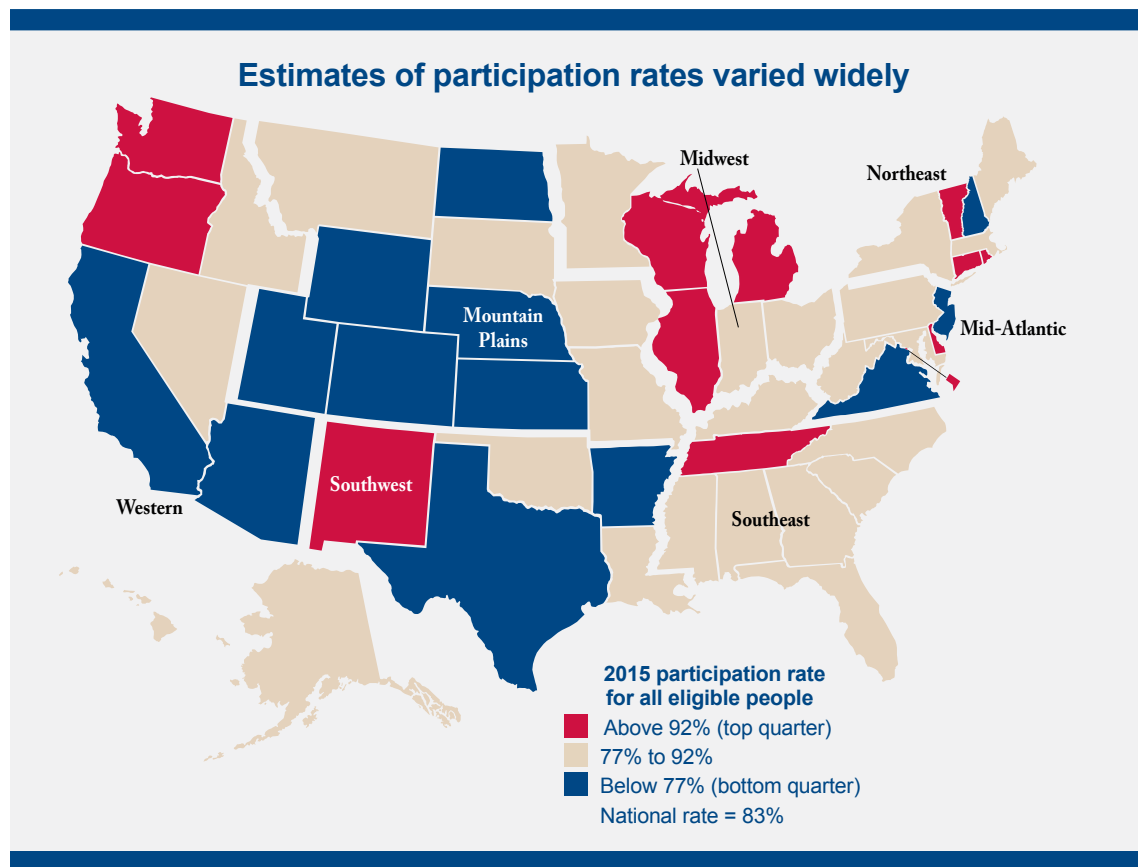 Estimates of participation rates varied widely
Midwest
Northeast
Mountain
Plains
Mid-Atlantic
Southwest
Western
Southeast
2015 participation rate
for all eligible people
Above 92% (top quarter)
77% to 92%
Below 77% (bottom quarter)
National rate = 83%